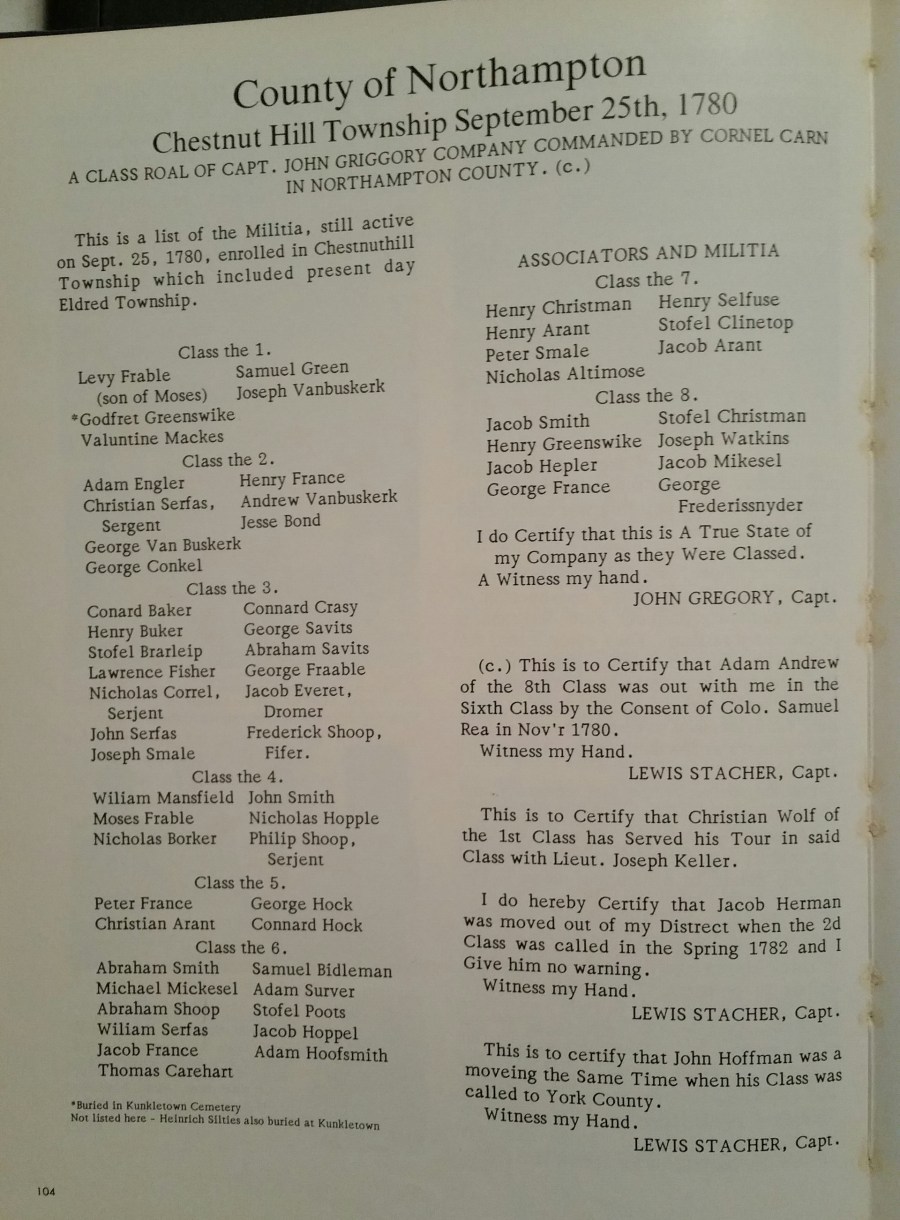 County of Northampton
Chestnut Hill Township September 25th, 1780
A CLASS ROAL OF CAPT. JOHN GRIGGORY COMPANY COMMANDED BY CORNEL CARN
IN NORTHAMPTON COUNTY. (c.)
This is a list of the Militia, still active
on Sept. 25, 1780, enrolled in Chestnuthill
Township which included present day
Eldred Township.
Class the 1.
Levy Frable Samuel Green
(son of Moses) Joseph Vanbuskerk
*Godfret Greenswike
Valuntine Mackes
Class the 2.
Adam Engler Henry France
Christian Serfas, Andrew Vanbuskerk
Sergent Jesse Bond
George Van Buskerk
George Conkel
Class the 3.
Conard Baker Connard Crasy
Henry Buker George Savits
Stofel Brarleip Abraham Savits
Lawrence Fisher George Fraable
Nicholas Correl, Jacob Everet,
Serjent Dromer
John Serfas Frederick Shoop,
Joseph Smale Fifer.
Class the 4.
Wiliam Mansfield John Smith
Moses Frable Nicholas Hopple
Nicholas Borker Philip Shoop,
Serjent
Class the 5.
Peter France George Hock
Christian Arant Connard Hock
Class the 6.
Abraham Smith Samuel Bidleman
Michael Mickesel Adam Surver
Abraham Shoop Stofel Poots
Wiliam Serfas Jacob Hoppel
Jacob France Adam Hoofsmith
Thomas Carehart
*Buried in Kunkletown Cemetery
Not listed here - Heinrich Silties also buried at Kunkletown
104
ASSOCIATORS AND MILITIA
Class the 7.
Henry Christman Henry Selfuse
Henry Arant Stofel Clinetop
Peter Smale Jacob Arant
Nicholas Altimose
Class the 8.
Jacob Smith Stofel Christman
Henry Greenswike Joseph Watkins
Jacob Hepler Jacob Mikesel
George France George
Frederissnyder
I do Certify that this is A True State of
my Company as they Were Classed.
A Witness my hand.
JOHN GREGORY, Capt.
(c.) This is to Certify that Adam Andrew
of the 8th Class was out with me in the
Sixth Class by the Consent of Colo. Samuel
Rea in Nov'r 1780.
Witness my Hand.
LEWIS STACHER, Capt.
This is to Certify that Christian Wolf of
the 1st Class has Served his Tour in said
Class with Lieut. Joseph Keller.
I do hereby Certify that Jacob Herman
was moved out of my Distrect when the 2d
Class was called in the Spring 1782 and I
Give him no warning.
Witness my Hand.
LEWIS STACHER, Capt.
This is to certify that John Hoffman was a
moveing the Same Time when his Class was
called to York County.
Witness my Hand.
LEWIS STACHER, Capt.